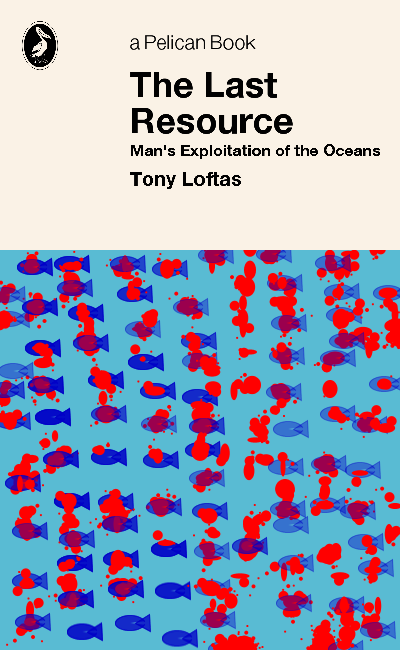 a Pelican Book
The Last
Resource
Man's Exploitation of the Oceans
Tony Loftas